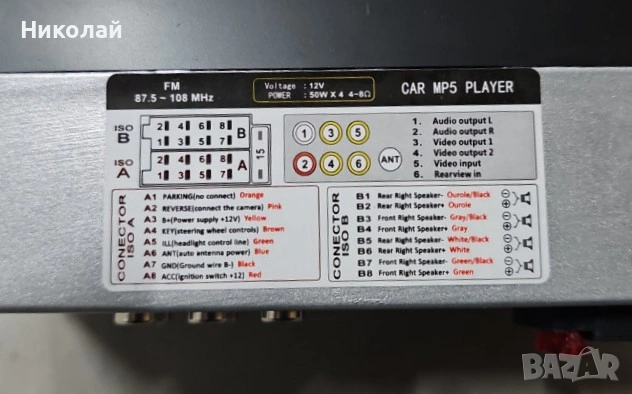 Николай
FM
87.5 ~ 108 MHz
Voltage : 12V
POWER : 50W X 4 4-8Ω
CAR MP5 PLAYER
ISO B
2 4 6 8
1 3 5 7
B
ISO A
2 4 6 8
1 3 5 7
A
15
1 3 5
2 4 6
ANT
1. Audio output L
2. Audio output R
3. Video output 1
4. Video output 2
5. Video input
6. Rearview in
CONECTOR ISO A
A1 PARKING(no connect) Orange
A2 REVERSE(connect the camera) Pink
A3 B+(Power supply +12V) Yellow
A4 KEY(steering wheel controls) Brown
A5 ILL(headlight control line) Green
A6 ANT(auto antenna power) Blue
A7 GND(Ground wire B-) Black
A8 ACC(ignition switch +12) Red
CONECTOR ISO B
B1 Rear Right Speaker- Ourole/Black
B2 Rear Right Speaker+ Ourole
B3 Front Right Speaker- Gray/Black
B4 Front Right Speaker+ Gray
B5 Rear Right Speaker- White/Black
B6 Rear Right Speaker+ White
B7 Front Right Speaker- Green/Black
B8 Front Right Speaker+ Green
БАЗАР